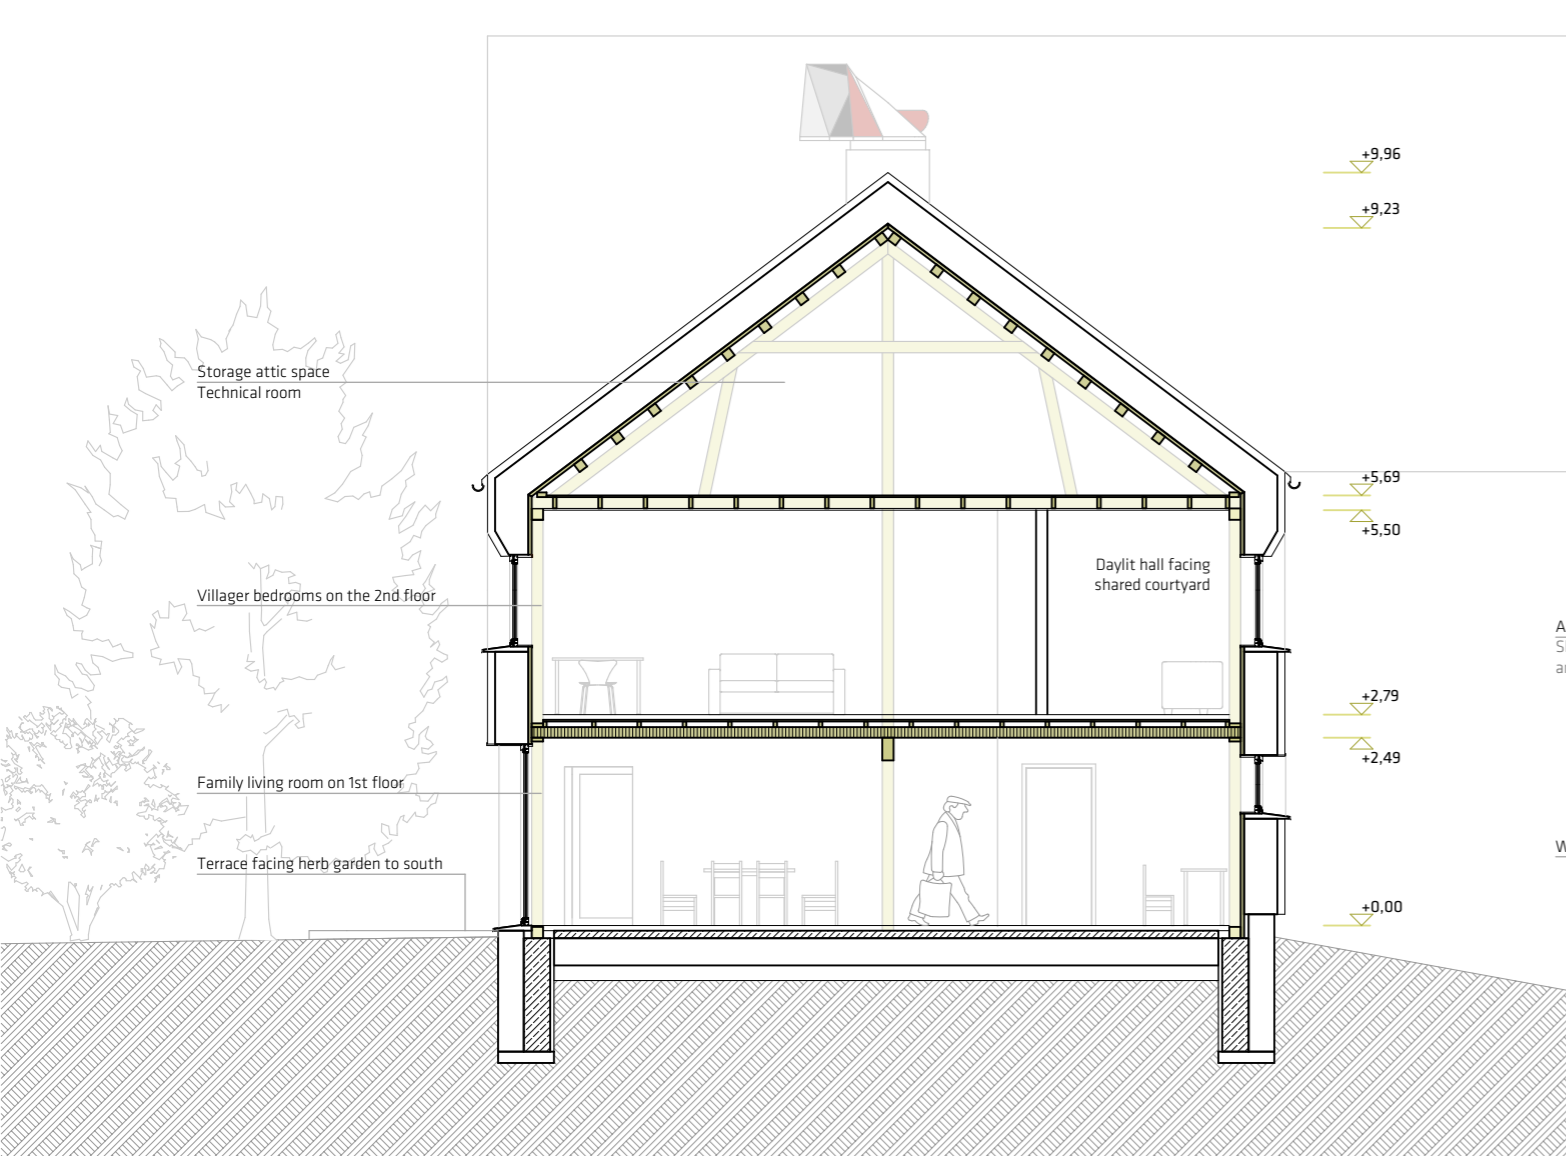 +9,96
+9,23
Storage attic space
Technical room
+5,69
+5,50
Daylit hall facing
shared courtyard
Villager bedrooms on the 2nd floor
+2,79
+2,49
Family living room on 1st floor
Terrace facing herb garden to south
+0,00